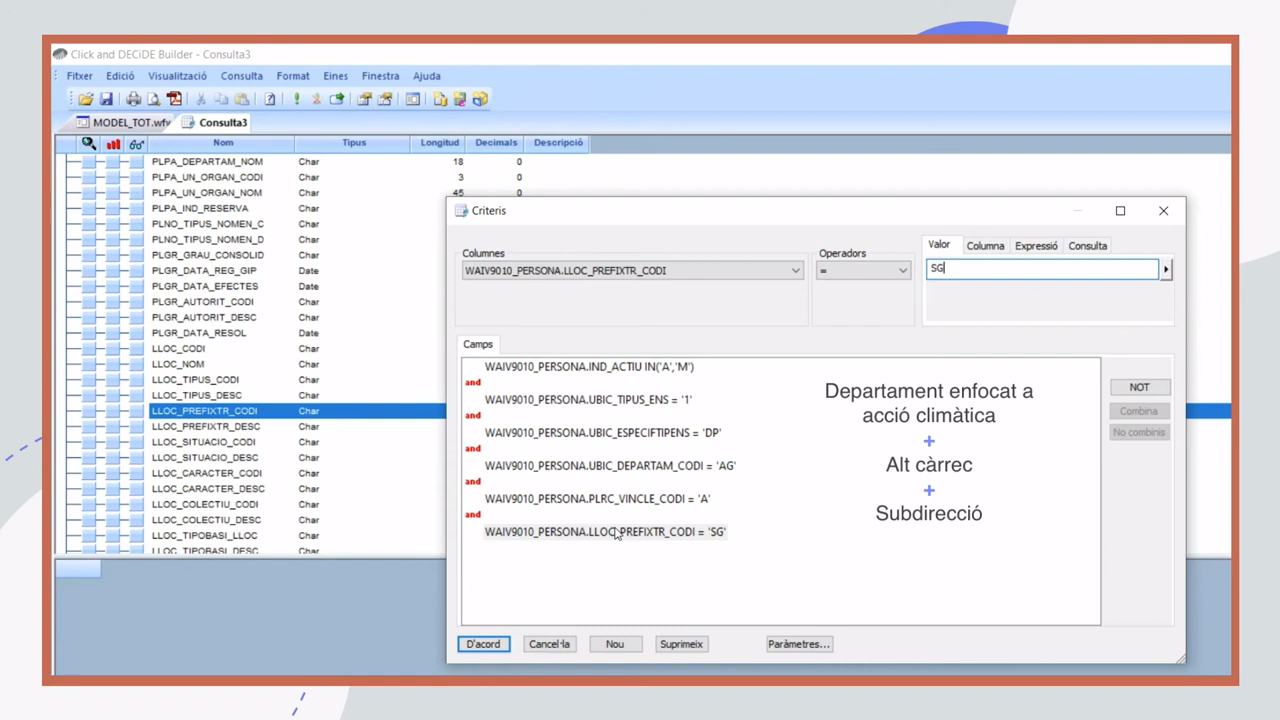 Click and DECiDE Builder - Consulta3
Fitxer Edició Visualització Consulta Format Eines Finestra Ajuda
MODEL_TOT.wfv Consulta3
Nom Tipus Longitud Decimals Descripció
PLPA_DEPARTAM_NOM Char 18 0
PLPA_UN_ORGAN_CODI Char 3 0
PLPA_UN_ORGAN_NOM Char 45 0
PLPA_IND_RESERVA Char
PLNO_TIPUS_NOMEN_C Char
PLNO_TIPUS_NOMEN_D Char
PLGR_GRAU_CONSOLID Char
PLGR_DATA_REG_GIP Date
PLGR_DATA_EFECTES Date
PLGR_AUTORIT_CODI Char
PLGR_AUTORIT_DESC Char
PLGR_DATA_RESOL Date
LLOC_CODI Char
LLOC_NOM Char
LLOC_TIPUS_CODI Char
LLOC_TIPUS_DESC Char
LLOC_PREFIXTR_CODI Char
LLOC_PREFIXTR_DESC Char
LLOC_SITUACIO_CODI Char
LLOC_SITUACIO_DESC Char
LLOC_CARACTER_CODI Char
LLOC_CARACTER_DESC Char
LLOC_COLECTIU_CODI Char
LLOC_COLECTIU_DESC Char
LLOC_TIPOBASI_LLOC Char
LLOC_TIPOBASI_DESC Char
Criteris
Columnes Operadors Valor Columna Expressió Consulta
WAIV9010_PERSONA.LLOC_PREFIXTR_CODI = SG
Camps
WAIV9010_PERSONA.IND_ACTIU IN('A','M')
and
WAIV9010_PERSONA.UBIC_TIPUS_ENS = '1'
and
WAIV9010_PERSONA.UBIC_ESPECIFTIPENS = 'DP'
and
WAIV9010_PERSONA.UBIC_DEPARTAM_CODI = 'AG'
and
WAIV9010_PERSONA.PLRC_VINCLE_CODI = 'A'
and
WAIV9010_PERSONA.LLOC_PREFIXTR_CODI = 'SG'
Departament enfocat a
acció climàtica
+
Alt càrrec
+
Subdirecció
NOT
Combina
No combinis
D'acord Cancel·la Nou Suprimeix Paràmetres...